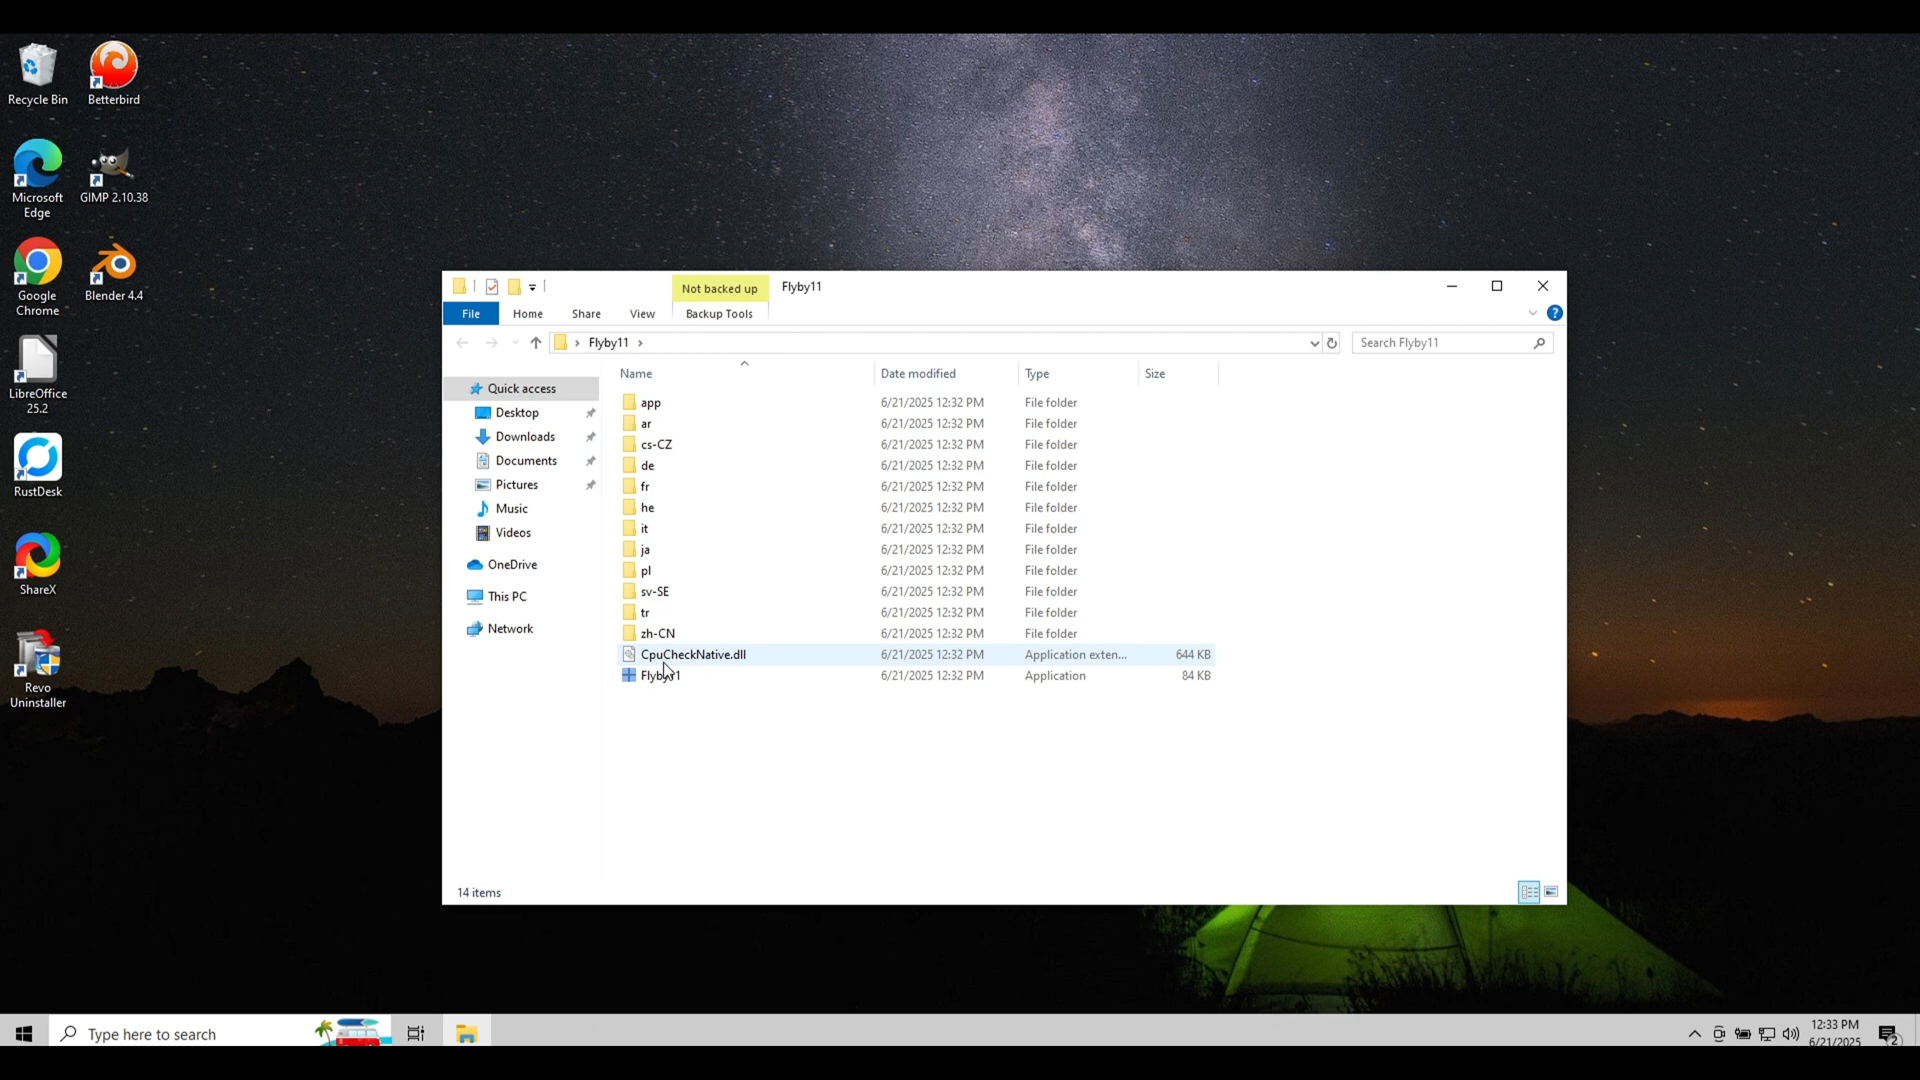 Recycle Bin
Betterbird
Microsoft
Edge
GIMP 2.10.38
Google
Chrome
Blender 4.4
LibreOffice
25.2
RustDesk
ShareX
Revo
Uninstaller
Not backed up
Flyby11
File
Home
Share
View
Backup Tools
Flyby11
Search Flyby11
Quick access
Desktop
Downloads
Documents
Pictures
Music
Videos
OneDrive
This PC
Network
Name Date modified Type Size
app 6/21/2025 12:32 PM File folder
ar 6/21/2025 12:32 PM File folder
cs-CZ 6/21/2025 12:32 PM File folder
de 6/21/2025 12:32 PM File folder
fr 6/21/2025 12:32 PM File folder
he 6/21/2025 12:32 PM File folder
it 6/21/2025 12:32 PM File folder
ja 6/21/2025 12:32 PM File folder
pl 6/21/2025 12:32 PM File folder
sv-SE 6/21/2025 12:32 PM File folder
tr 6/21/2025 12:32 PM File folder
zh-CN 6/21/2025 12:32 PM File folder
CpuCheckNative.dll 6/21/2025 12:32 PM Application exten... 644 KB
Flyby11 6/21/2025 12:32 PM Application 84 KB
14 items
Type here to search
12:33 PM
6/21/2025
2